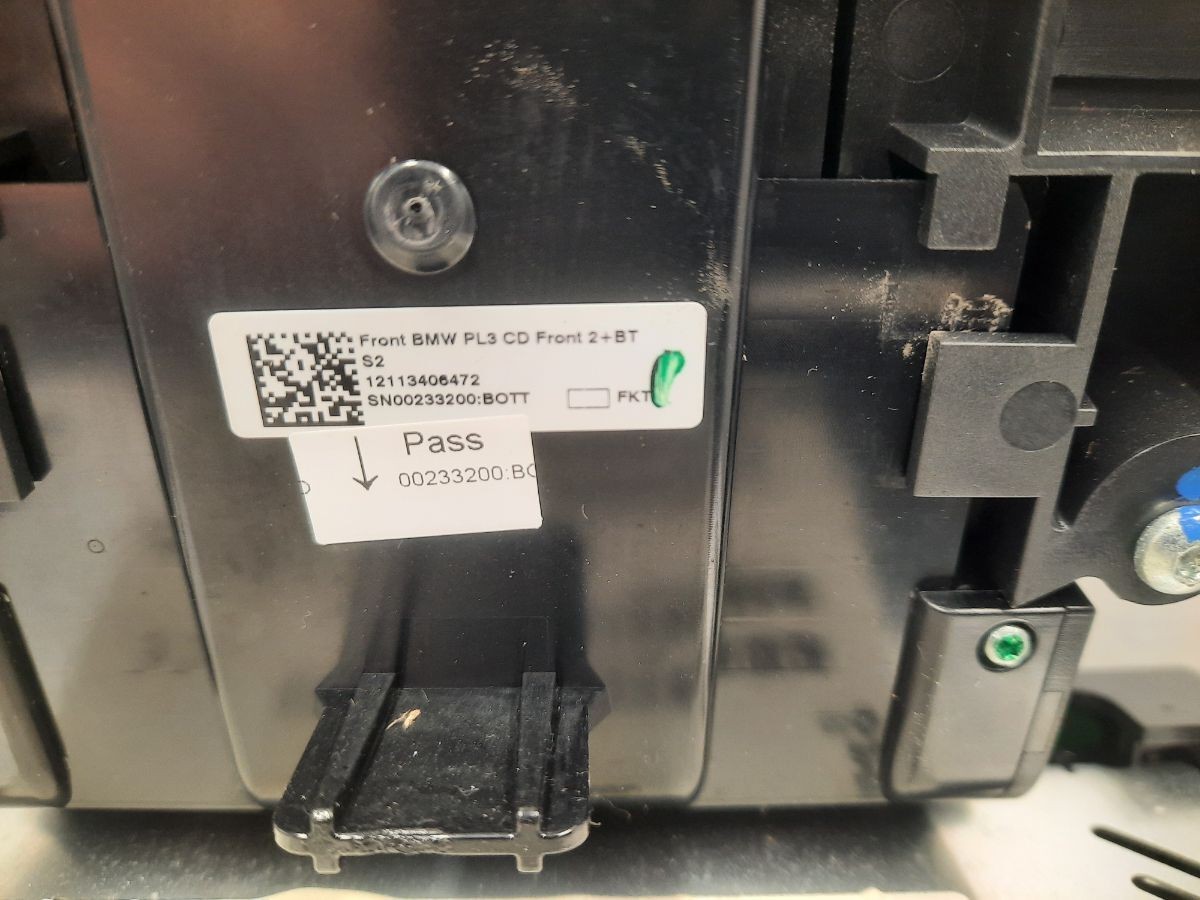 Front BMW PL3 CD Front 2+BT
S2
12113406472
SN00233200:BOTT
FKT
Pass
00233200:BO